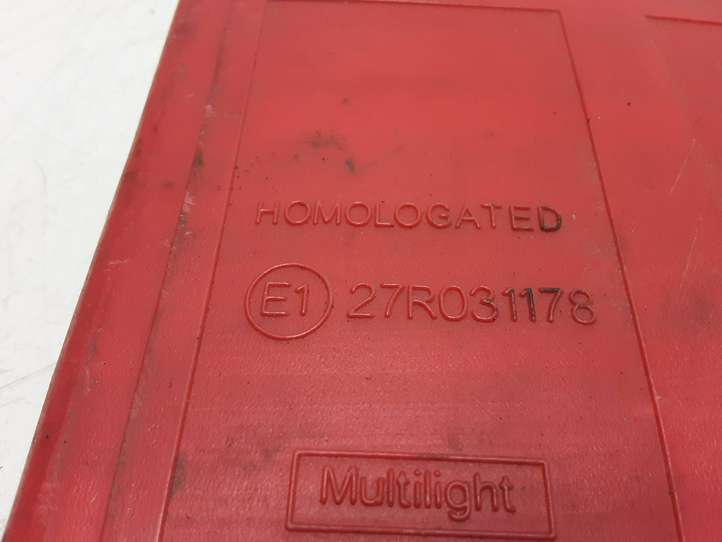 HOMOLOGATED
E1 27R031178
Multilight